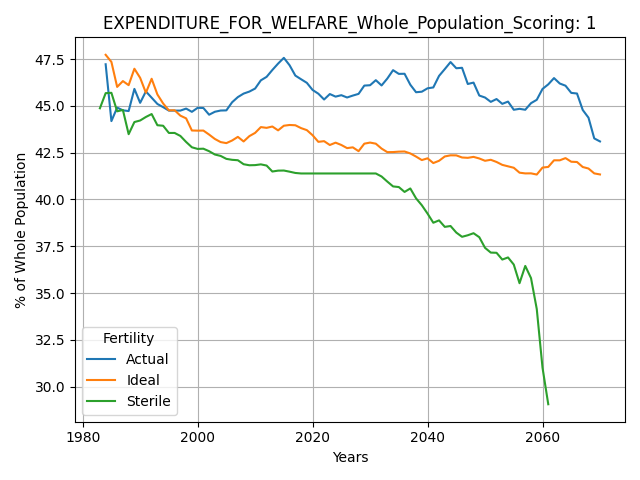 EXPENDITURE_FOR_WELFARE_Whole_Population_Scoring: 1
% of Whole Population
47.5
45.0
42.5
40.0
37.5
35.0
32.5
30.0
Fertility
Actual
Ideal
Sterile
1980 2000 2020 2040 2060
Years